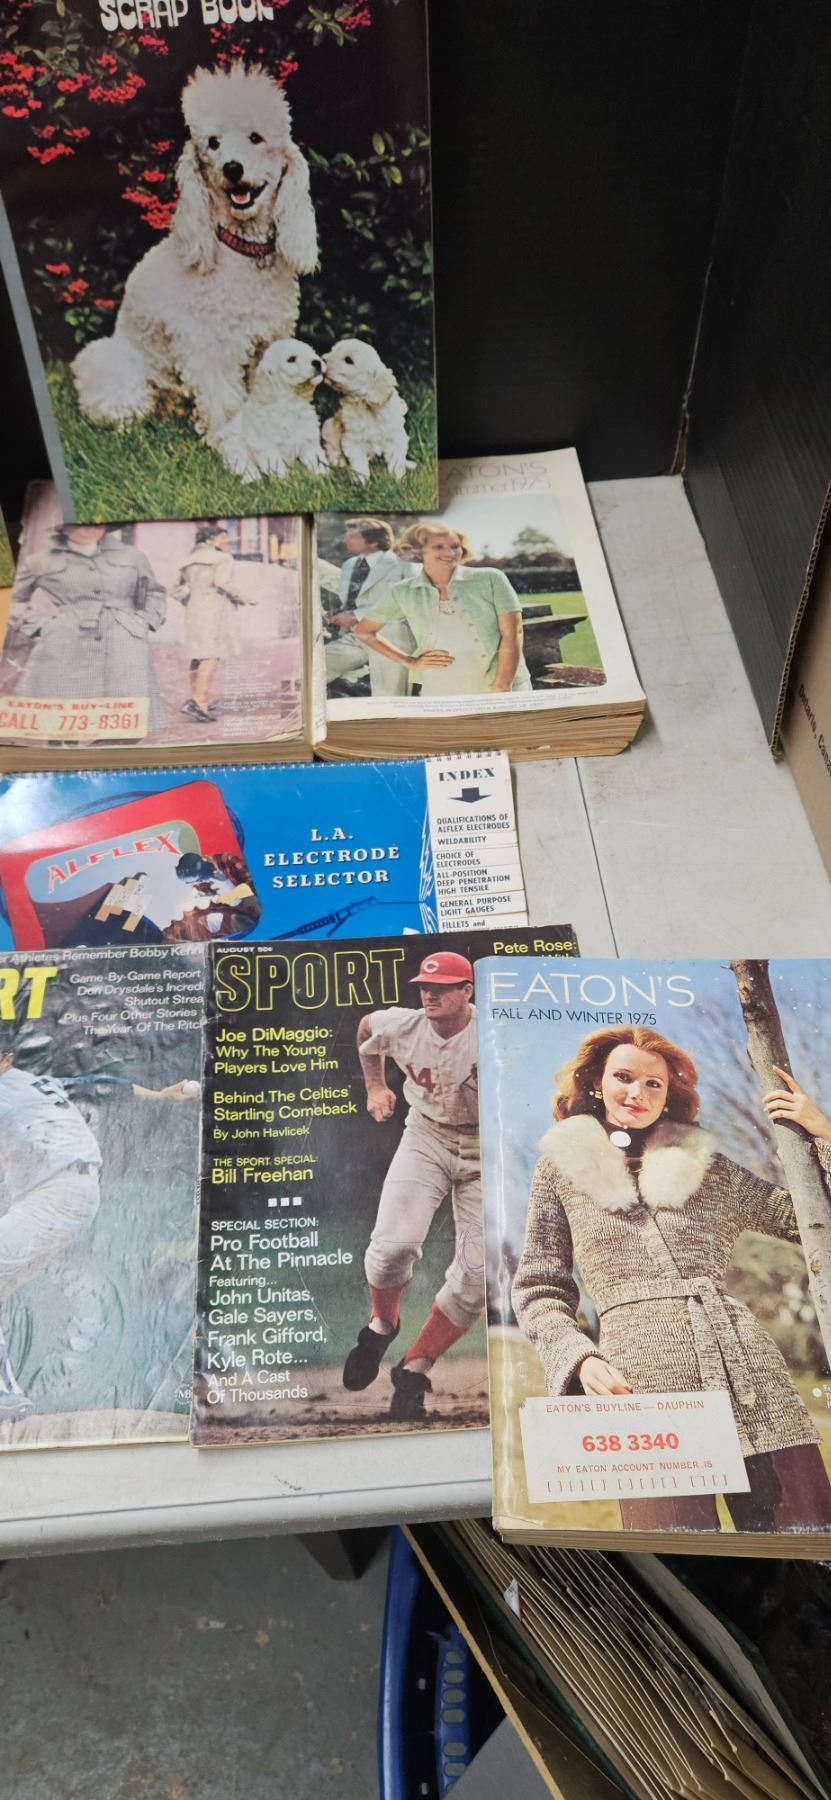 SCRAP BOOK
EATON'S
Summer 1975
EATON'S BUY-LINE
CALL 773-8361
ALFLEX
L.A.
ELECTRODE
SELECTOR
INDEX
QUALIFICATIONS OF
ALFLEX ELECTRODES
WELDABILITY
CHOICE OF
ELECTRODES
ALL-POSITION
DEEP PENETRATION
HIGH TENSILE
GENERAL PURPOSE
LIGHT GAUGES
FILLETS and
Athletes Remember Bobby Kenn
RT
Game-By-Game Report
Don Drysdale's Incredi
Shutout Strea
Plus Four Other Stories
The Year Of The Pitch
AUGUST 50¢
SPORT
Pete Rose:
Joe DiMaggio:
Why The Young
Players Love Him
Behind The Celtics'
Startling Comeback
By John Havlicek
THE SPORT SPECIAL:
Bill Freehan
SPECIAL SECTION:
Pro Football
At The Pinnacle
Featuring...
John Unitas,
Gale Sayers,
Frank Gifford,
Kyle Rote...
And A Cast
Of Thousands
14
EATON'S
FALL AND WINTER 1975
EATON'S BUYLINE — DAUPHIN
638 3340
MY EATON ACCOUNT NUMBER IS
[ ] [ ] [ ] [ ] [ ] [ ] [ ] [ ] [ ]
Ontario, Canada